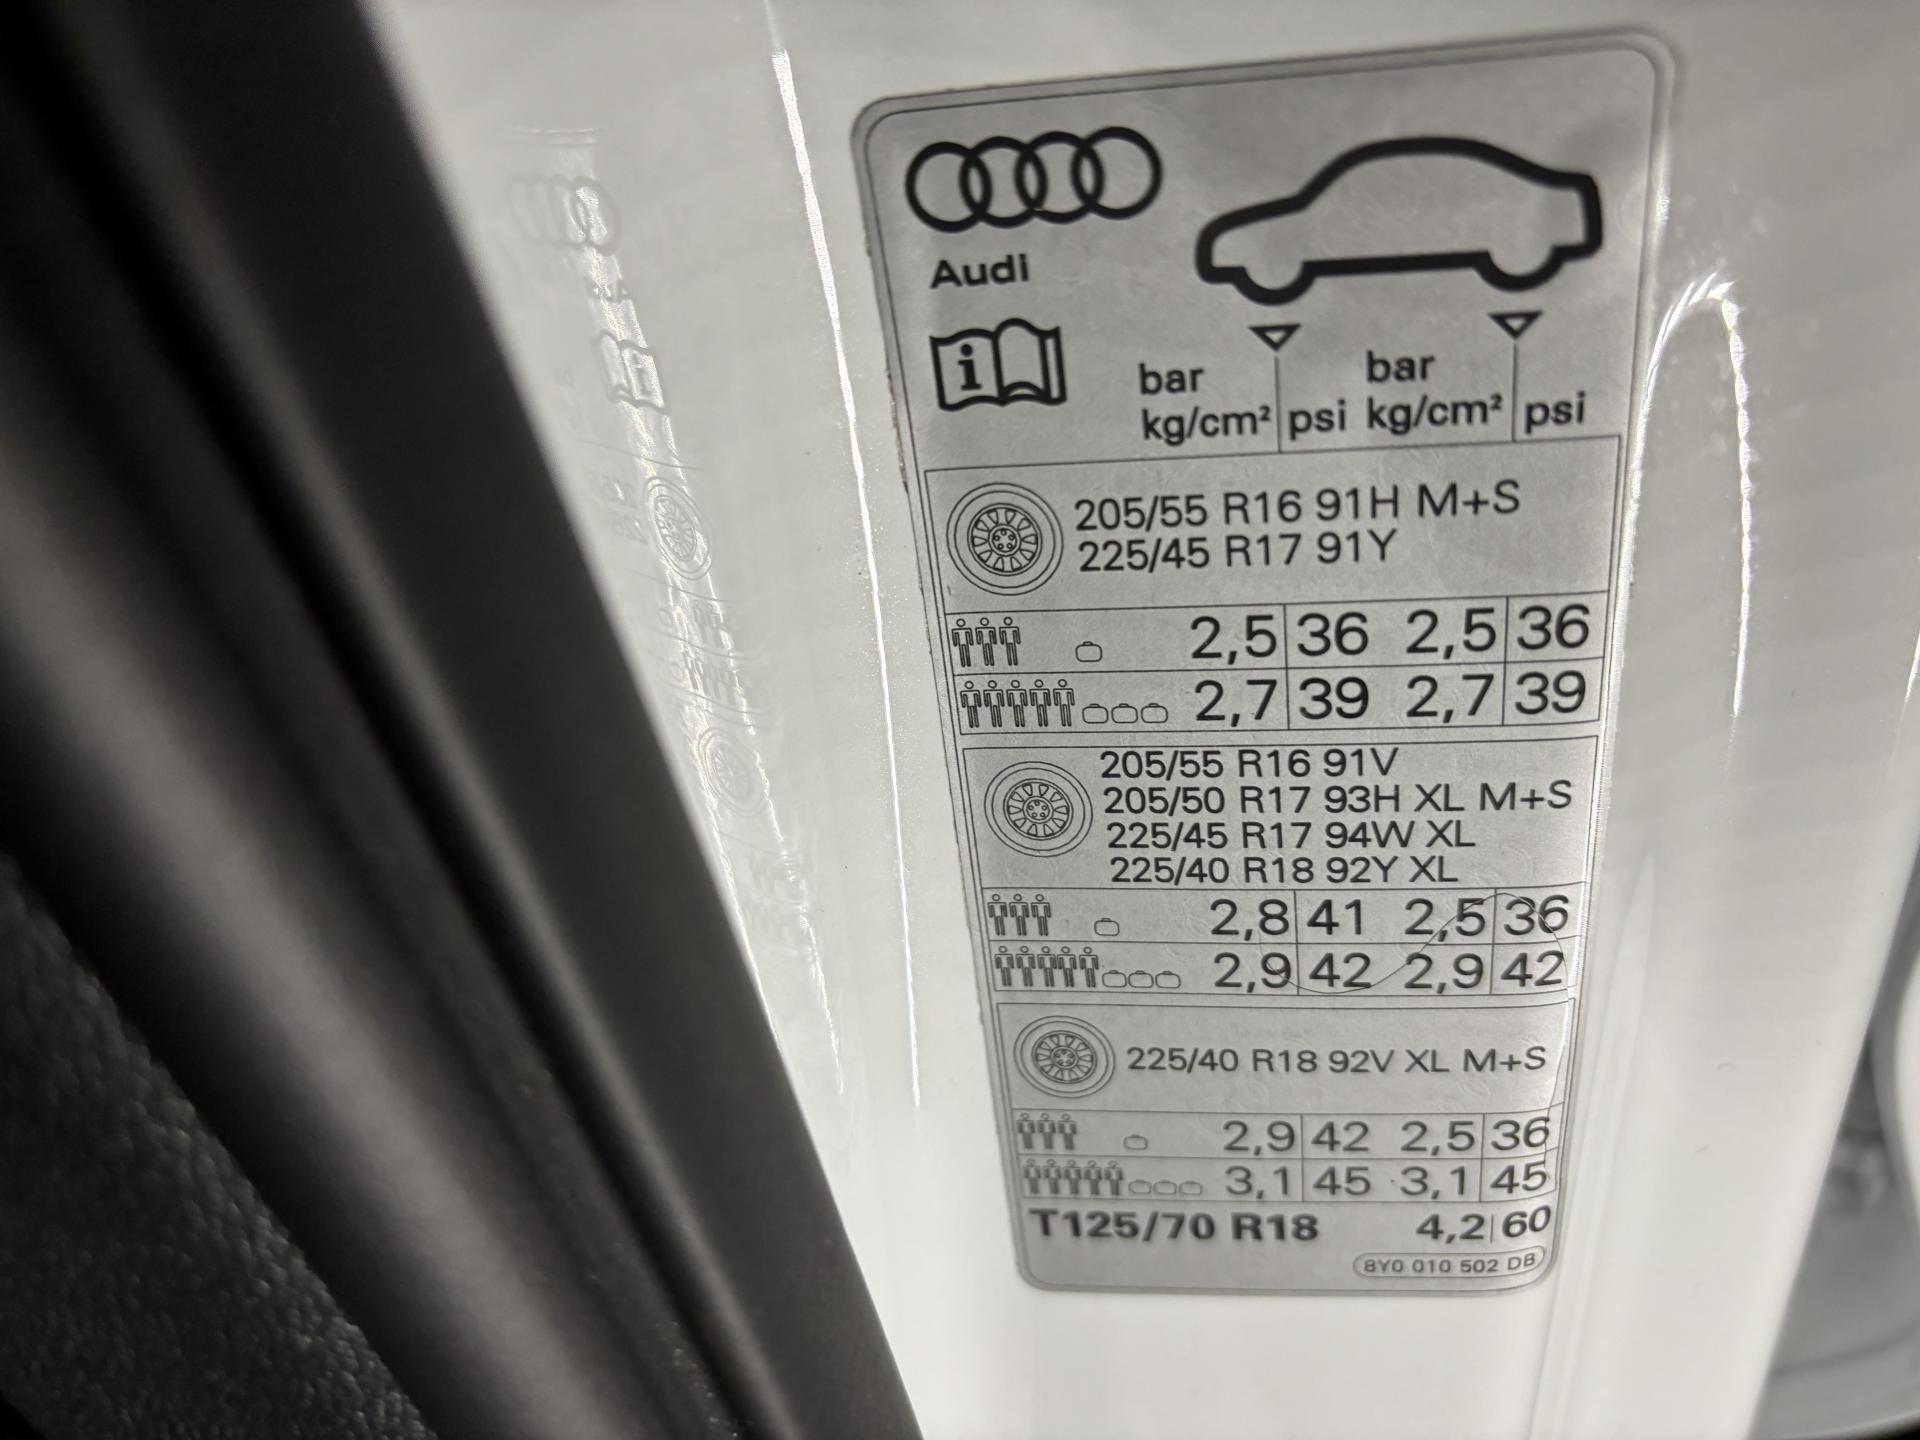 Audi
i
bar bar
kg/cm² psi kg/cm² psi
205/55 R16 91H M+S
225/45 R17 91Y
2,5 36 2,5 36
2,7 39 2,7 39
205/55 R16 91V
205/50 R17 93H XL M+S
225/45 R17 94W XL
225/40 R18 92Y XL
2,8 41 2,5 36
2,9 42 2,9 42
225/40 R18 92V XL M+S
2,9 42 2,5 36
3,1 45 3,1 45
T125/70 R18 4,2 60
8Y0 010 502 DB